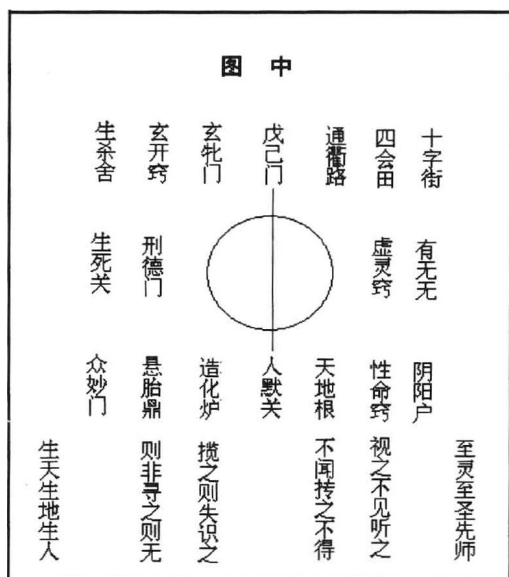 图 中
十字街
四会田
通衢路
戊己门
玄牝门
玄开窍
生杀舍
有无无
虚灵窍
刑德门
生死关
阴阳户
性命窍
天地根
人默关
造化炉
悬胎鼎
众妙门
至灵至圣先师
视之不见听之
不闻抟之不得
揽之则失识之
则非寻之则无
生天生地生人